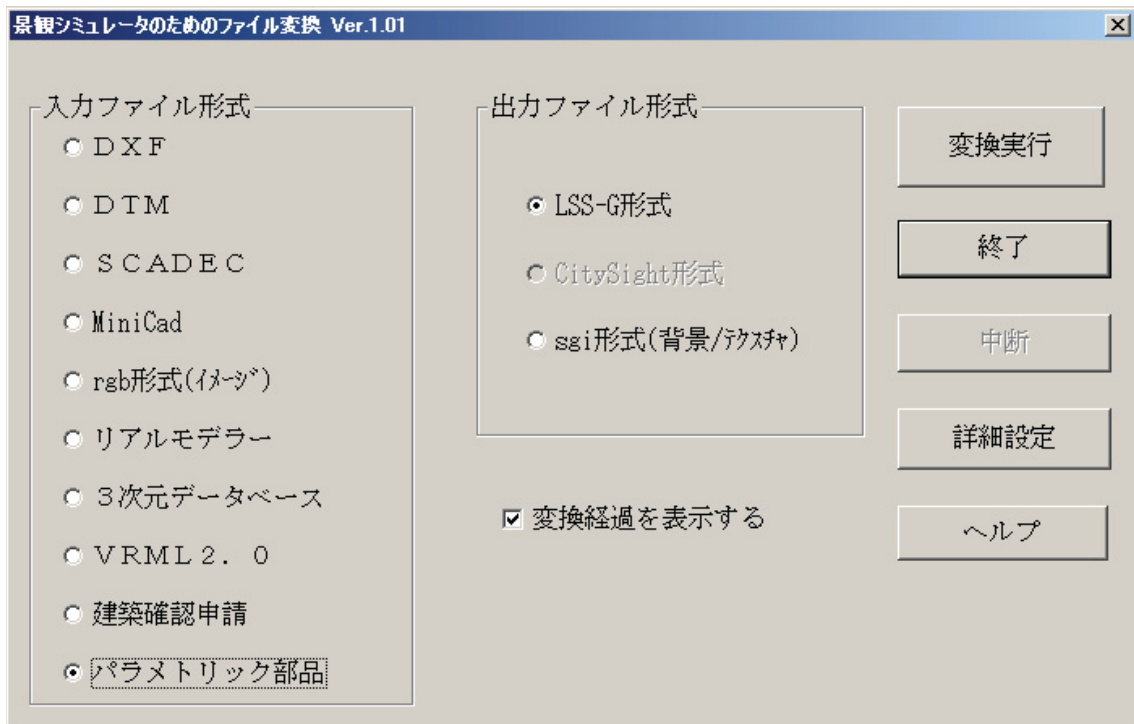 景観シミュレータのためのファイル変換 Ver.1.01
入力ファイル形式
ＤＸＦ
ＤＴＭ
ＳＣＡＤＥＣ
MiniCad
rgb形式(ｲﾒｰｼﾞ)
リアルモデラー
３次元データベース
ＶＲＭＬ２．０
建築確認申請
パラメトリック部品
出力ファイル形式
LSS-G形式
CitySight形式
sgi形式(背景/ﾃｸｽﾁｬ)
変換経過を表示する
変換実行
終了
中断
詳細設定
ヘルプ